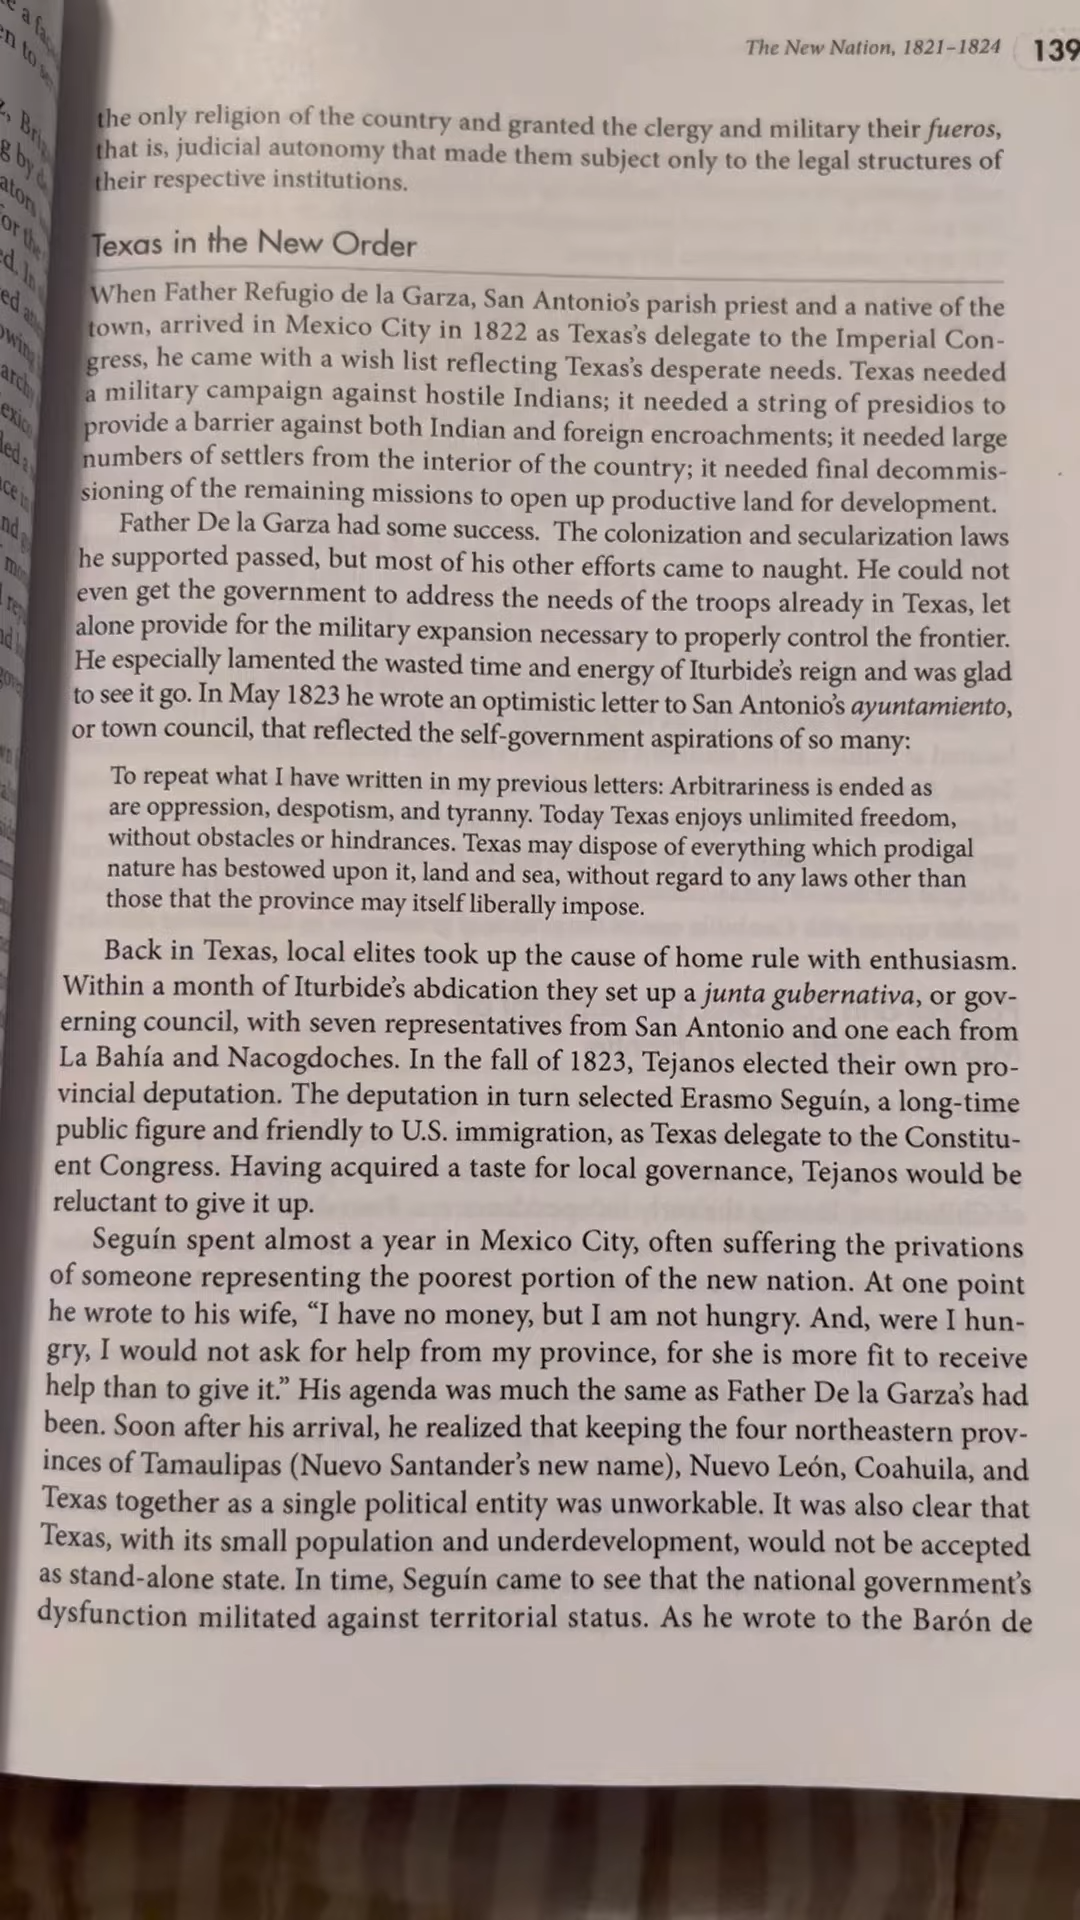 The New Nation, 1821–1824 139
the only religion of the country and granted the clergy and military their fueros,
that is, judicial autonomy that made them subject only to the legal structures of
their respective institutions.
Texas in the New Order
When Father Refugio de la Garza, San Antonio's parish priest and a native of the
town, arrived in Mexico City in 1822 as Texas's delegate to the Imperial Con-
gress, he came with a wish list reflecting Texas's desperate needs. Texas needed
a military campaign against hostile Indians; it needed a string of presidios to
provide a barrier against both Indian and foreign encroachments; it needed large
numbers of settlers from the interior of the country; it needed final decommis-
sioning of the remaining missions to open up productive land for development.
Father De la Garza had some success. The colonization and secularization laws
he supported passed, but most of his other efforts came to naught. He could not
even get the government to address the needs of the troops already in Texas, let
alone provide for the military expansion necessary to properly control the frontier.
He especially lamented the wasted time and energy of Iturbide's reign and was glad
to see it go. In May 1823 he wrote an optimistic letter to San Antonio's ayuntamiento,
or town council, that reflected the self-government aspirations of so many:
To repeat what I have written in my previous letters: Arbitrariness is ended as
are oppression, despotism, and tyranny. Today Texas enjoys unlimited freedom,
without obstacles or hindrances. Texas may dispose of everything which prodigal
nature has bestowed upon it, land and sea, without regard to any laws other than
those that the province may itself liberally impose.
Back in Texas, local elites took up the cause of home rule with enthusiasm.
Within a month of Iturbide's abdication they set up a junta gubernativa, or gov-
erning council, with seven representatives from San Antonio and one each from
La Bahía and Nacogdoches. In the fall of 1823, Tejanos elected their own pro-
vincial deputation. The deputation in turn selected Erasmo Seguín, a long-time
public figure and friendly to U.S. immigration, as Texas delegate to the Constitu-
ent Congress. Having acquired a taste for local governance, Tejanos would be
reluctant to give it up.
Seguín spent almost a year in Mexico City, often suffering the privations
of someone representing the poorest portion of the new nation. At one point
he wrote to his wife, “I have no money, but I am not hungry. And, were I hun-
gry, I would not ask for help from my province, for she is more fit to receive
help than to give it.” His agenda was much the same as Father De la Garza's had
been. Soon after his arrival, he realized that keeping the four northeastern prov-
inces of Tamaulipas (Nuevo Santander's new name), Nuevo León, Coahuila, and
Texas together as a single political entity was unworkable. It was also clear that
Texas, with its small population and underdevelopment, would not be accepted
as stand-alone state. In time, Seguín came to see that the national government's
dysfunction militated against territorial status. As he wrote to the Barón de